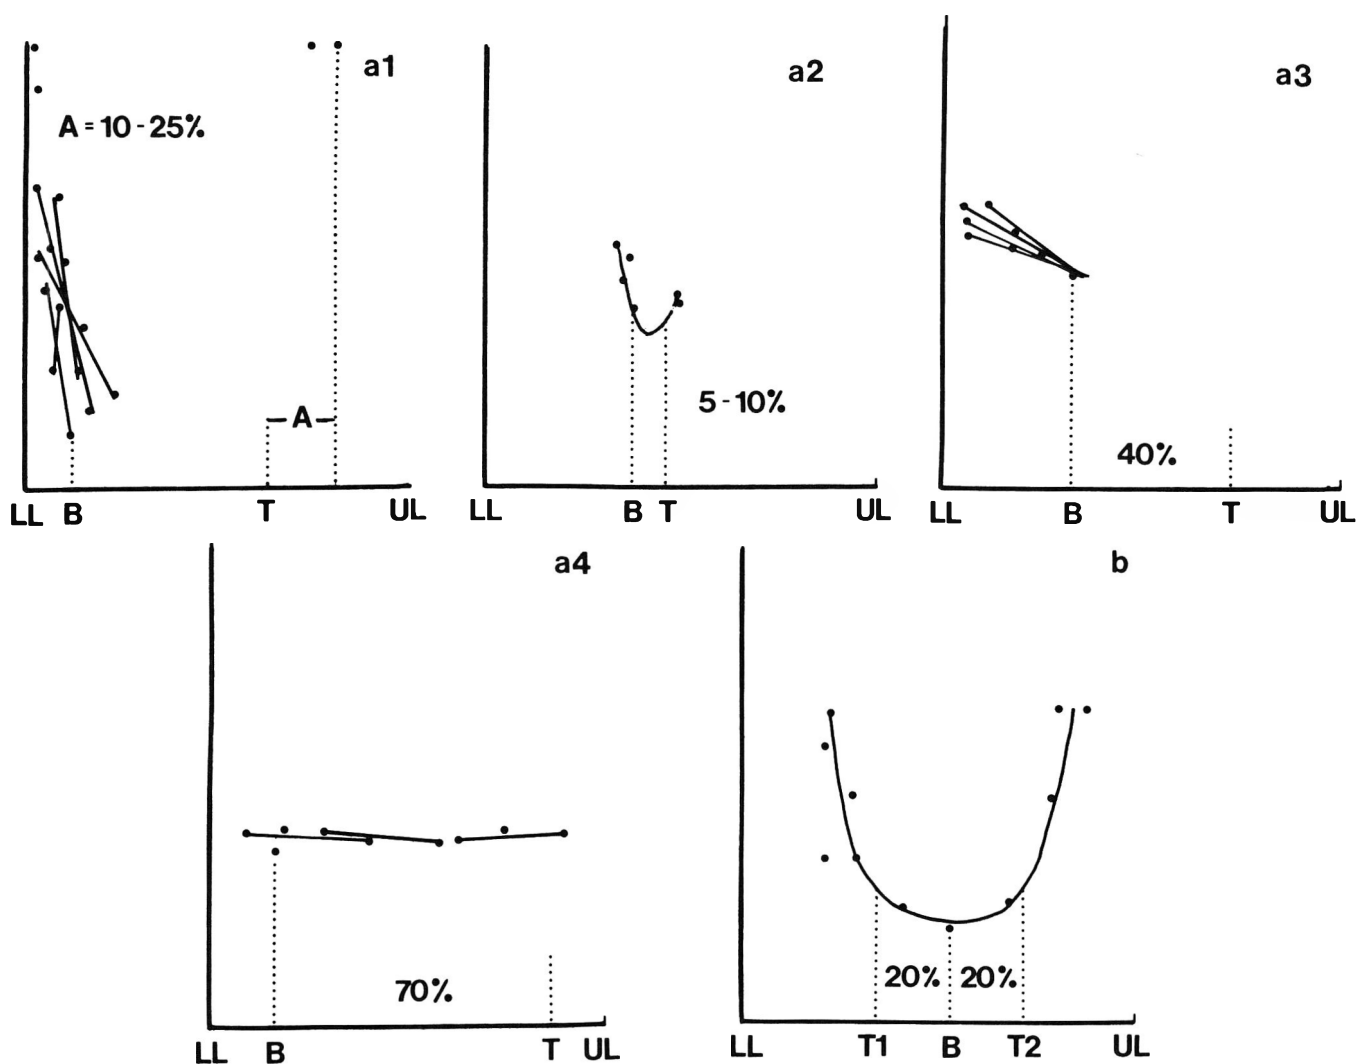 a1
A = 10 - 25%
A
LL B T UL
a2
5 - 10%
LL B T UL
a3
40%
LL B T UL
a4
70%
LL B T UL
b
20% 20%
LL T1 B T2 UL